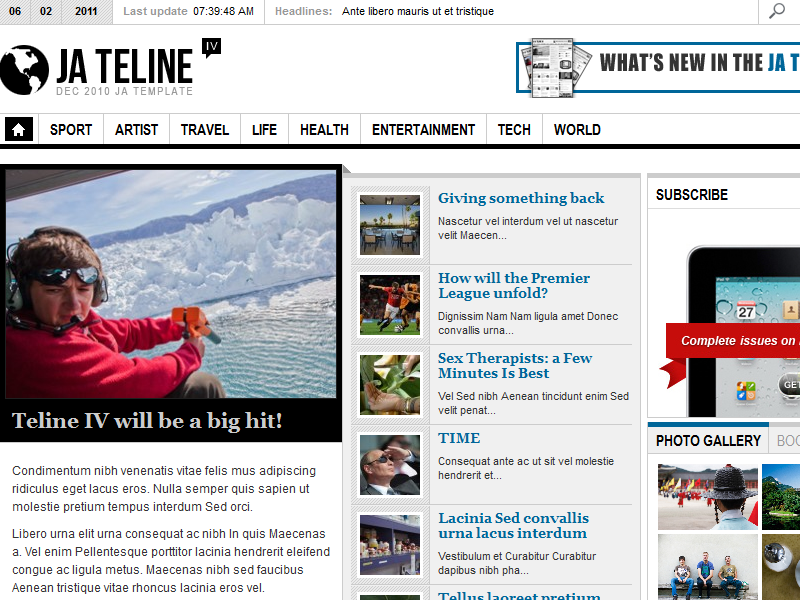 06 02 2011 Last update 07:39:48 AM Headlines: Ante libero mauris ut et tristique
JA TELINE IV
DEC 2010 JA TEMPLATE
WHAT'S NEW IN THE JA T
SPORT ARTIST TRAVEL LIFE HEALTH ENTERTAINMENT TECH WORLD
Teline IV will be a big hit!
Condimentum nibh venenatis vitae felis mus adipiscing
ridiculus eget lacus eros. Nulla semper quis sapien ut
molestie pretium tempus interdum Sed orci.
Libero urna elit urna consequat ac nibh In quis Maecenas
a. Vel enim Pellentesque porttitor lacinia hendrerit eleifend
congue ac ligula metus. Maecenas nibh sed faucibus
Aenean tristique vitae rhoncus lacinia eros vel.
Giving something back
Nascetur vel interdum vel ut nascetur
velit Maecen...
How will the Premier
League unfold?
Dignissim Nam Nam ligula amet Donec
convallis urna...
Sex Therapists: a Few
Minutes Is Best
Vel Sed nibh Aenean tincidunt enim Sed
velit penat...
TIME
Consequat ante ac ut sit vel molestie
hendrerit et...
Lacinia Sed convallis
urna lacus interdum
Vestibulum et Curabitur Curabitur
dapibus nibh pha...
Tellus laoreet pretium
SUBSCRIBE
27
Complete issues on
GET
PHOTO GALLERY BOO